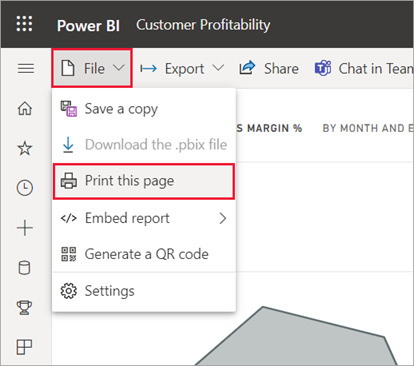 Power BI Customer Profitability
File Export Share Chat in Team
Save a copy
Download the .pbix file
S MARGIN % BY MONTH AND E
Print this page
</> Embed report
Generate a QR code
Settings